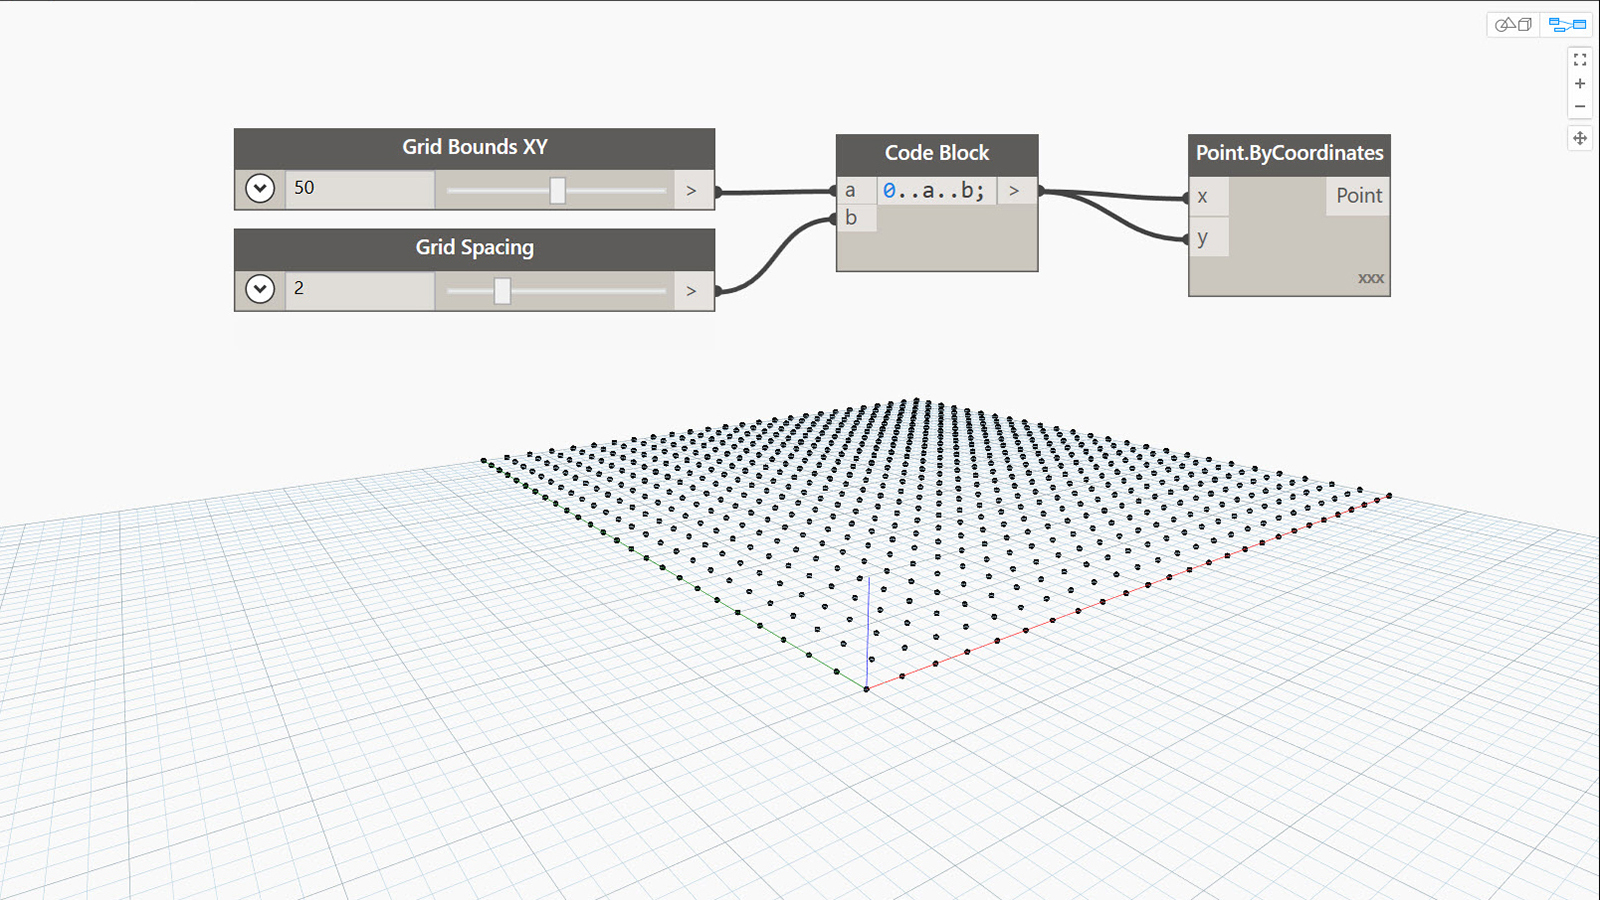 Grid Bounds XY
50
>
Grid Spacing
2
>
Code Block
a
0..a..b;
>
b
Point.ByCoordinates
x
Point
y
xxx